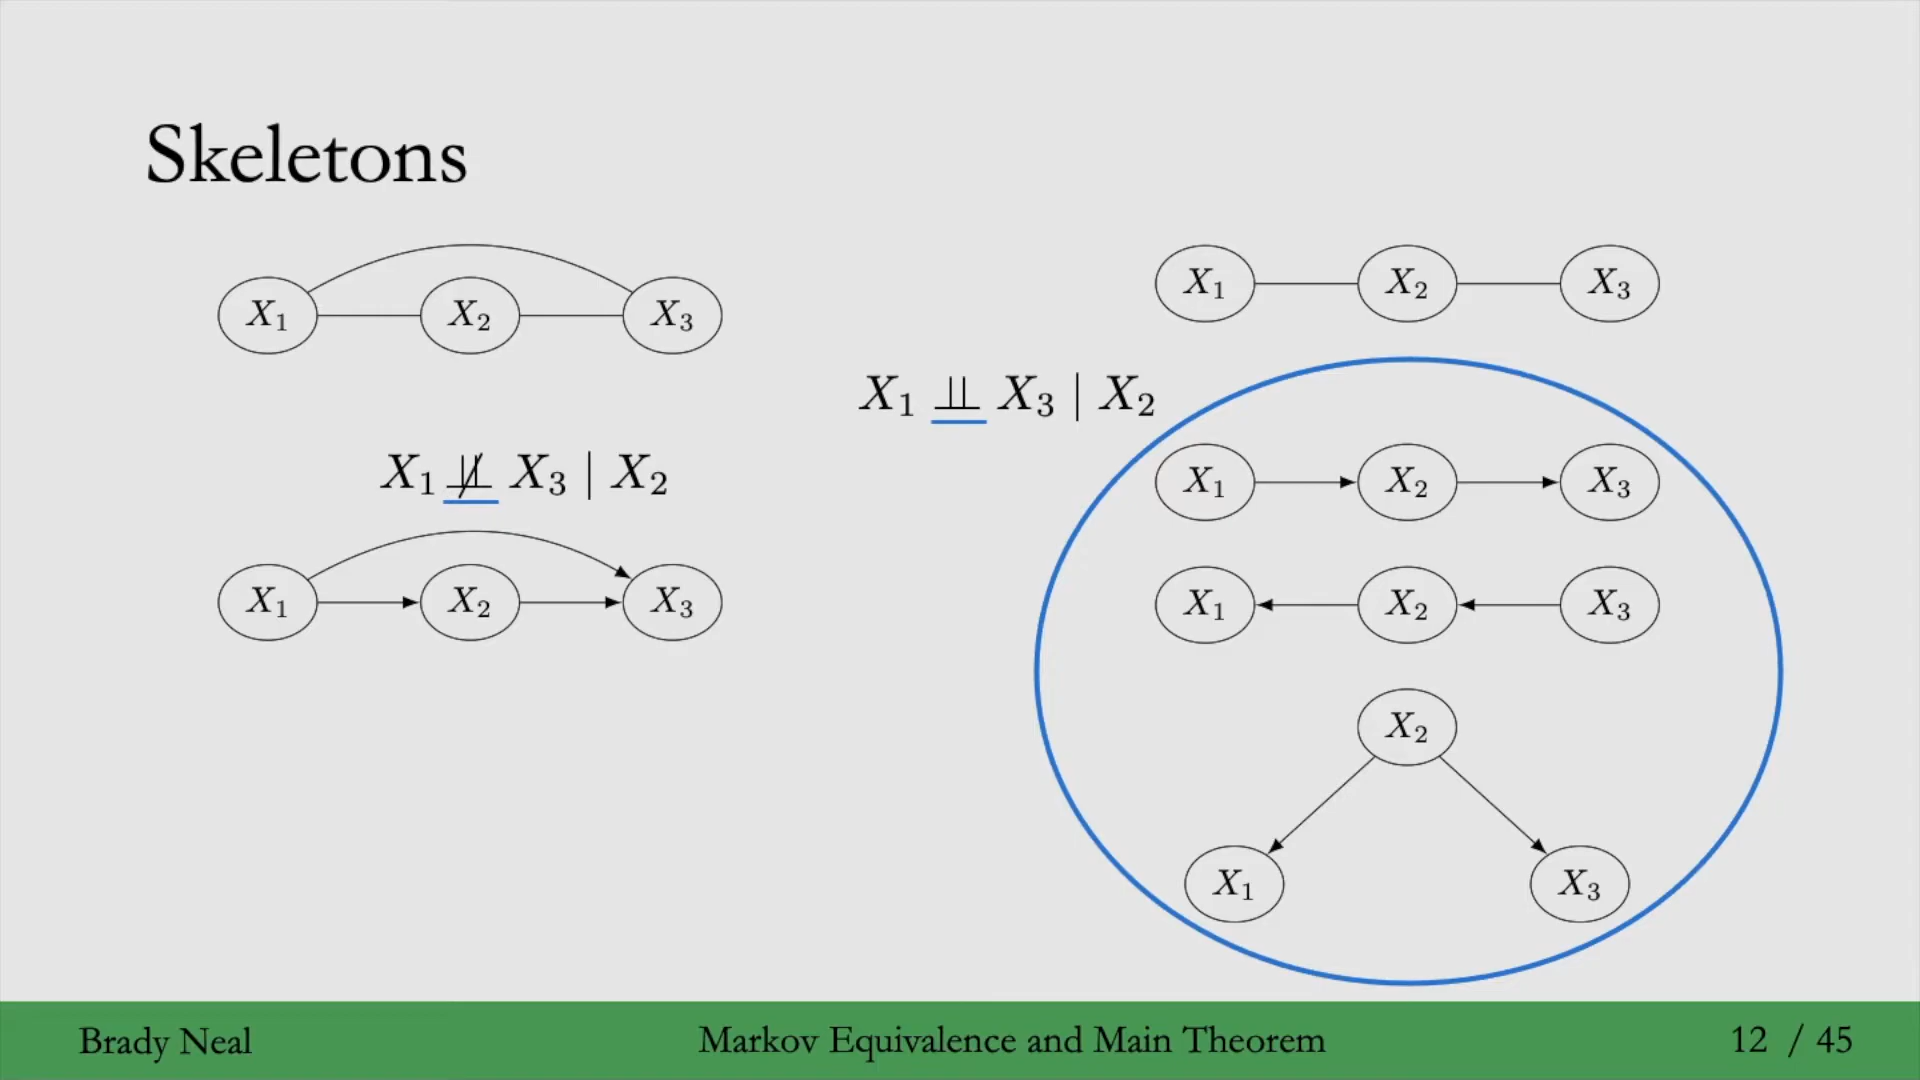 Skeletons
X₁ X₂ X₃
X₁ X₂ X₃
X₁ ⫫ X₃ | X₂
X₁ ⫫̸ X₃ | X₂
X₁ X₂ X₃
X₁ X₂ X₃
X₁ X₂ X₃
X₂
X₁ X₃
Brady Neal
Markov Equivalence and Main Theorem
12 / 45